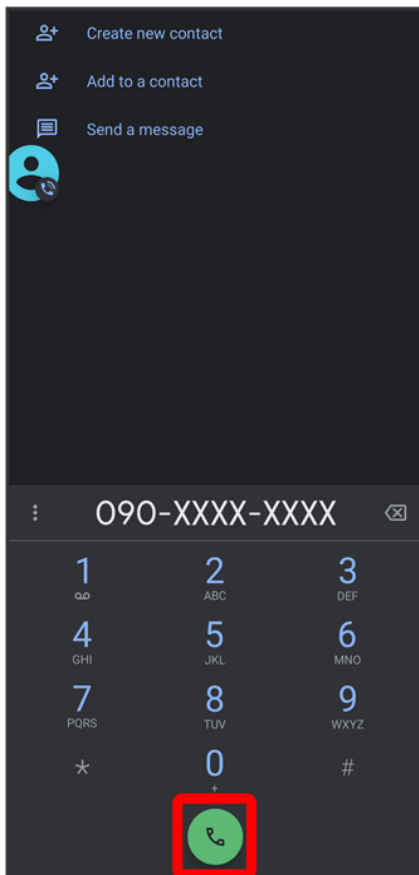 Create new contact
Add to a contact
Send a message
090-XXXX-XXXX
1 2 3
ABC DEF
4 5 6
GHI JKL MNO
7 8 9
PQRS TUV WXYZ
* 0 #
+